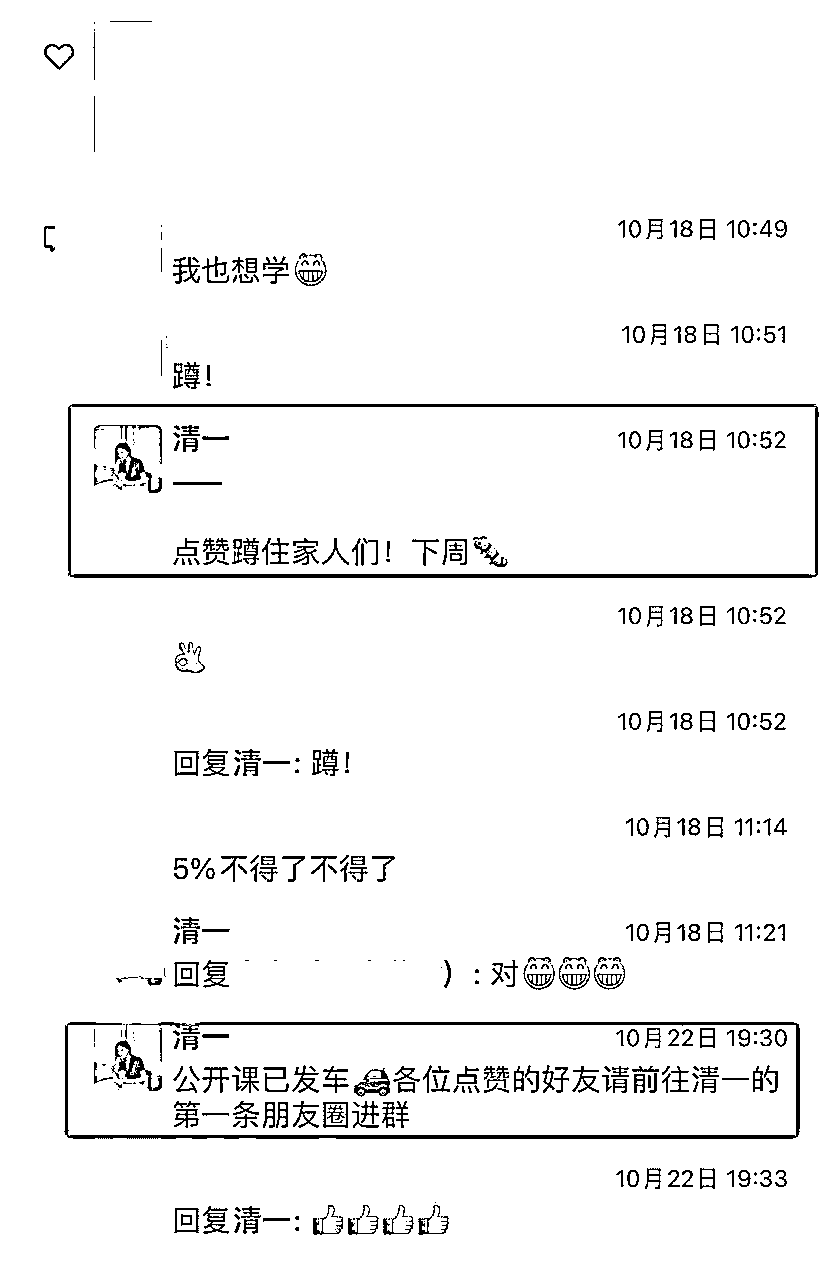 10月18日 10:49
我也想学😁
10月18日 10:51
蹲！
清一 10月18日 10:52
点赞蹲住家人们！下周🐛
10月18日 10:52
👌
10月18日 10:52
回复清一：蹲！
10月18日 11:14
5%不得了不得了
清一 10月18日 11:21
回复 ）：对😁😁😁
清一 10月22日 19:30
公开课已发车🚗各位点赞的好友请前往清一的
第一条朋友圈进群
10月22日 19:33
回复清一：👍👍👍👍